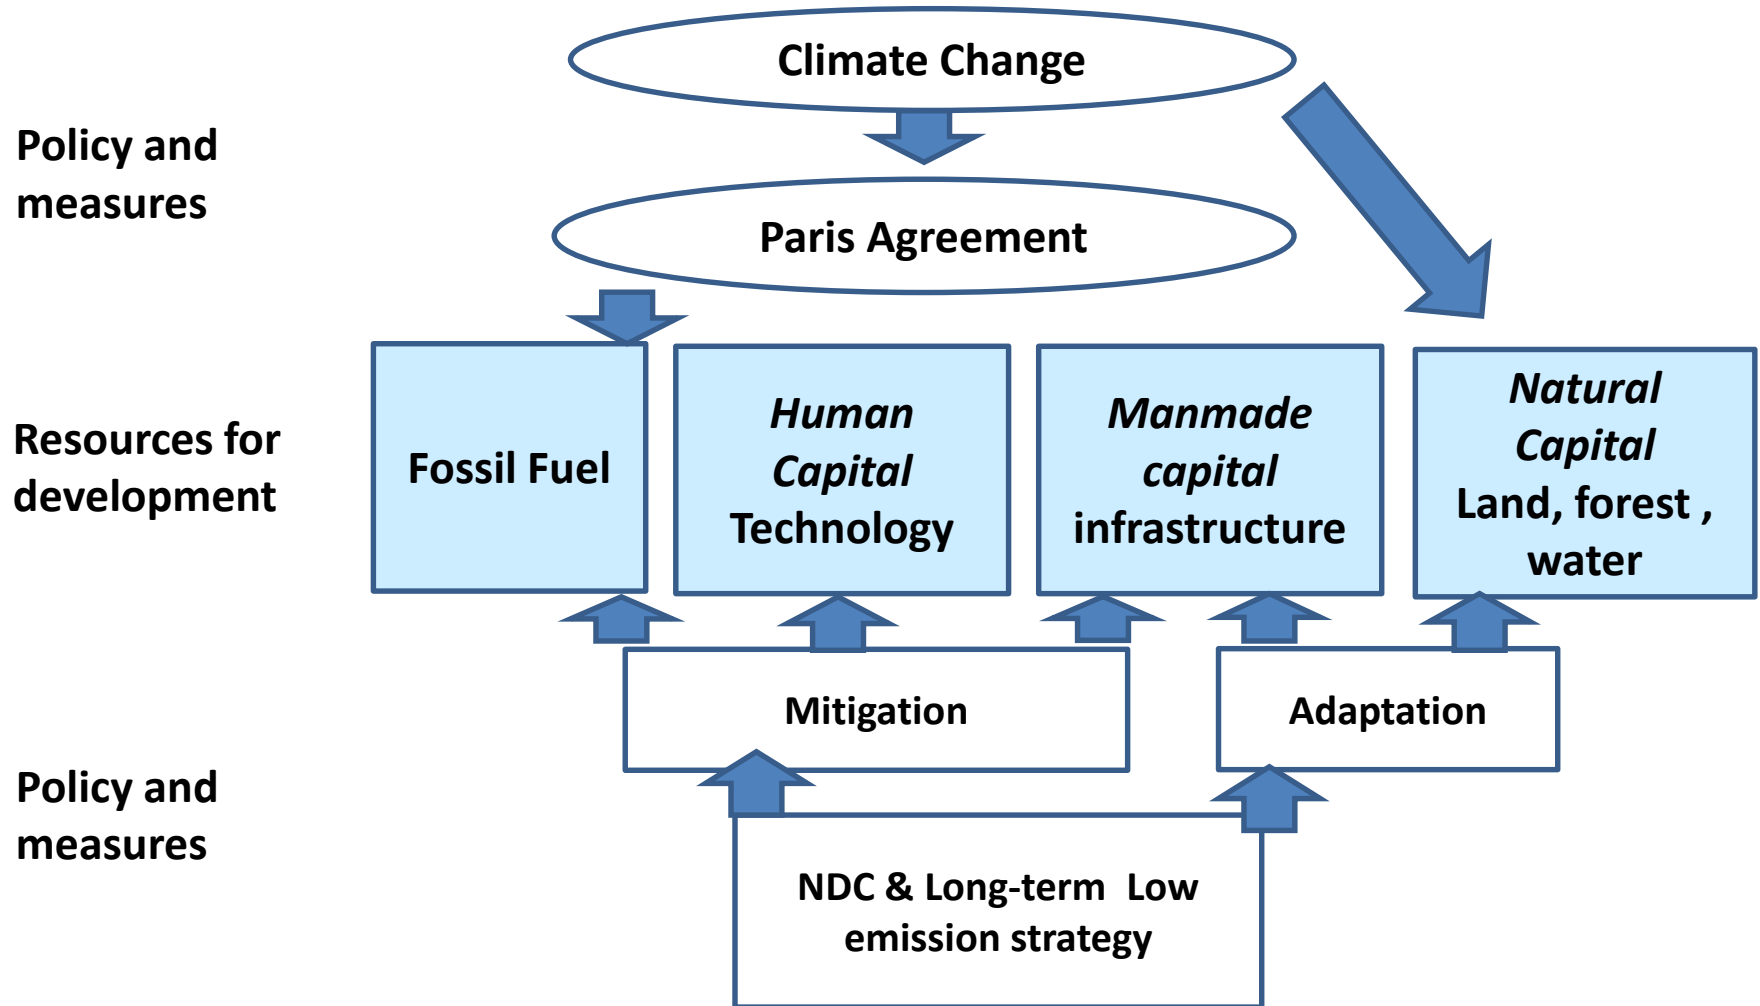 Climate Change
Policy and
measures
Paris Agreement
Resources for
development
Fossil Fuel
Human
Capital
Technology
Manmade
capital
infrastructure
Natural
Capital
Land, forest ,
water
Mitigation
Adaptation
Policy and
measures
NDC & Long-term  Low
emission strategy